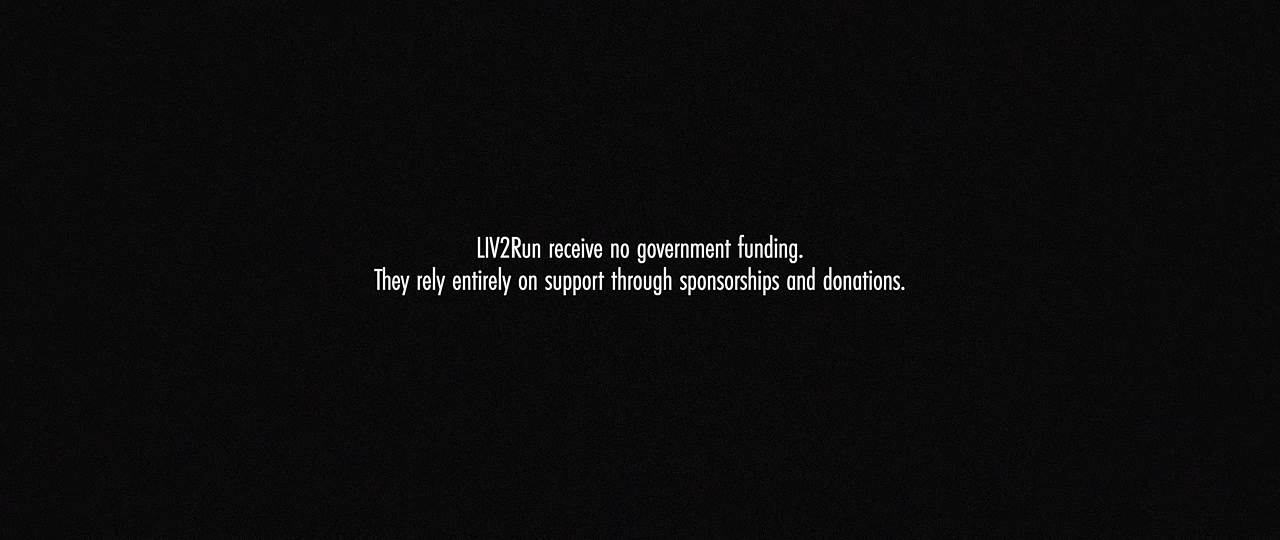 LIV2Run receive no government funding.
They rely entirely on support through sponsorships and donations.